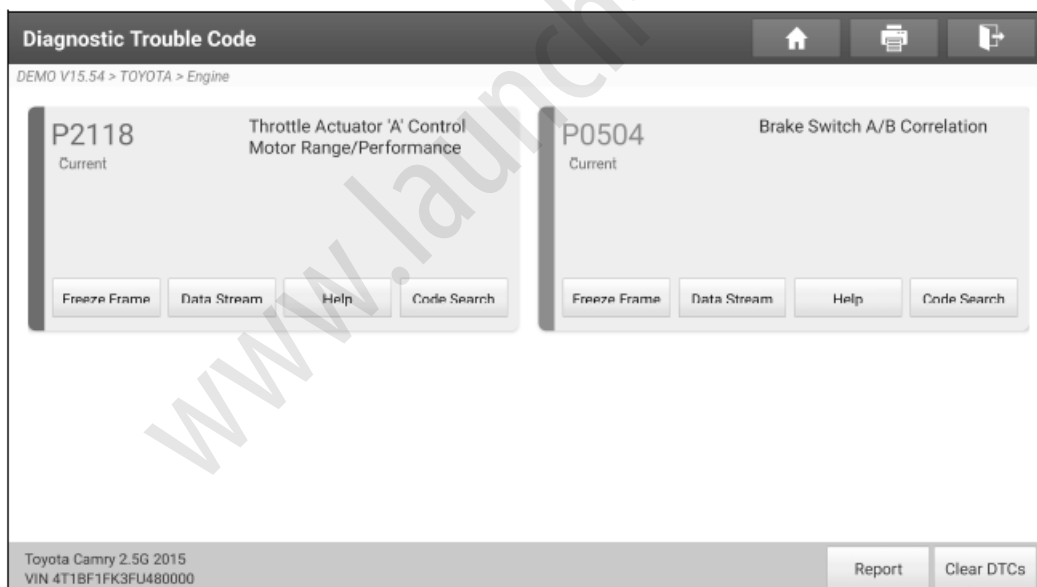 Diagnostic Trouble Code
DEMO V15.54 > TOYOTA > Engine
P2118
Throttle Actuator 'A' Control
Motor Range/Performance
Current
P0504
Brake Switch A/B Correlation
Current
Freeze Frame
Data Stream
Help
Code Search
Freeze Frame
Data Stream
Help
Code Search
www.launch
Toyota Camry 2.5G 2015
VIN 4T1BF1FK3FU480000
Report
Clear DTCs